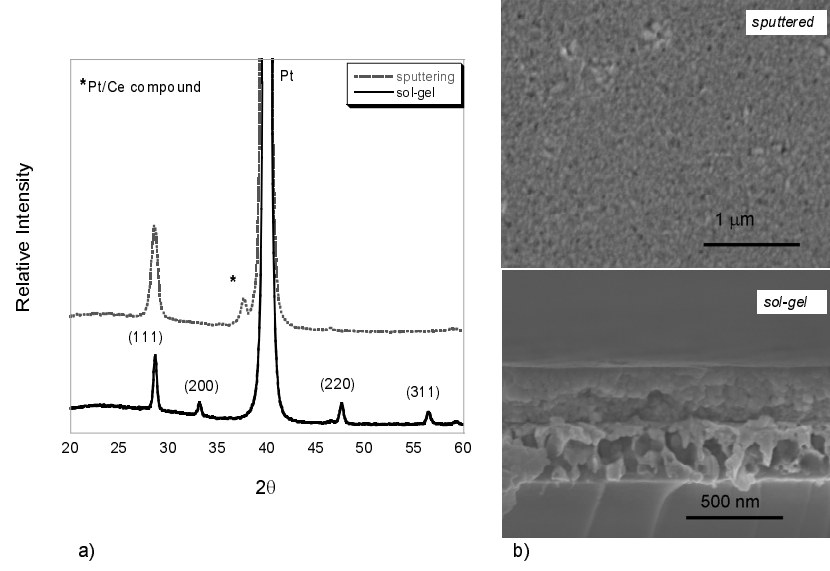 *Pt/Ce compound
Pt
sputtering
sol-gel
Relative Intensity
*
(111)
(200)
(220)
(311)
20 25 30 35 40 45 50 55 60
2θ
a)
sputtered
1 μm
sol-gel
500 nm
b)